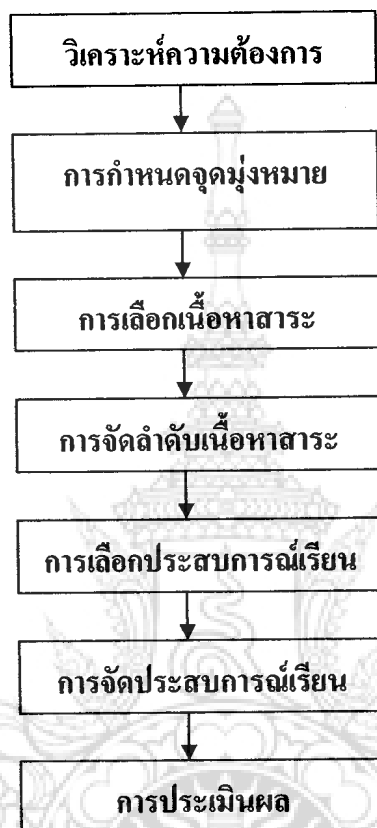 วิเคราะห์ความต้องการ
การกำหนดจุดมุ่งหมาย
การเลือกเนื้อหาสาระ
การจัดลำดับเนื้อหาสาระ
การเลือกประสบการณ์เรียน
การจัดประสบการณ์เรียน
การประเมินผล